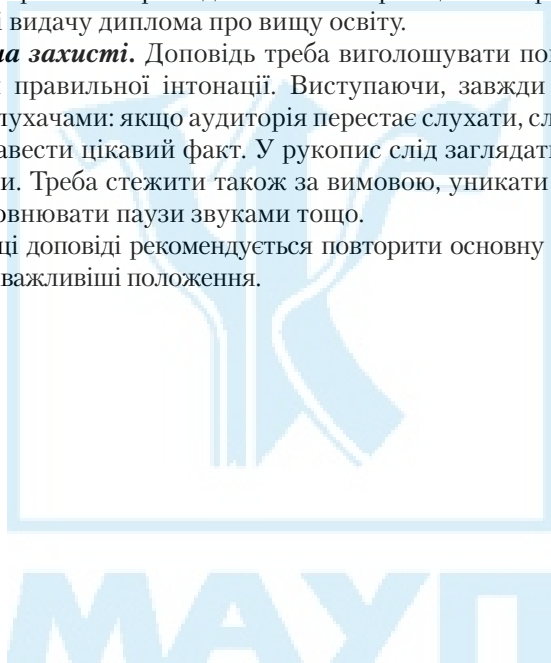 і видачу диплома про вищу освіту.
на захисті. Доповідь треба виголошувати
правильної інтонації. Виступаючи, завжди
лухачами: якщо аудиторія перестає слухати, сл
авести цікавий факт. У рукопис слід заглядат
и. Треба стежити також за вимовою, уникати
овнювати паузи звуками тощо.
ці доповіді рекомендується повторити основну
важливіші положення.
МАУП